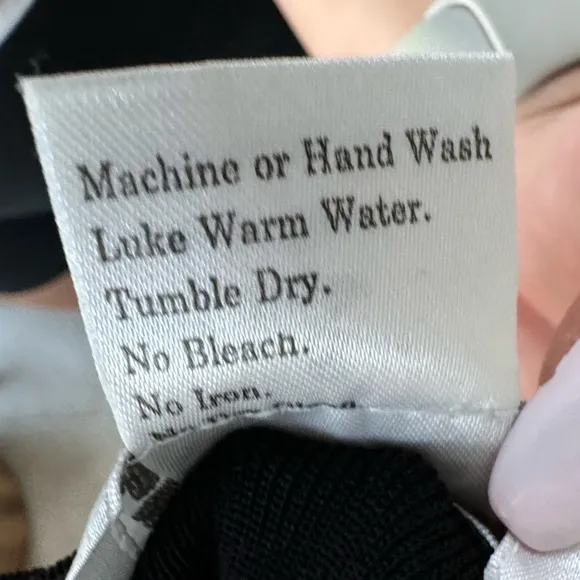 Machine or Hand Wash
Luke Warm Water.
Tumble Dry.
No Bleach.
No Iron.